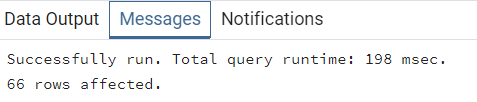 Data Output Messages Notifications
Successfully run. Total query runtime: 198 msec.
66 rows affected.